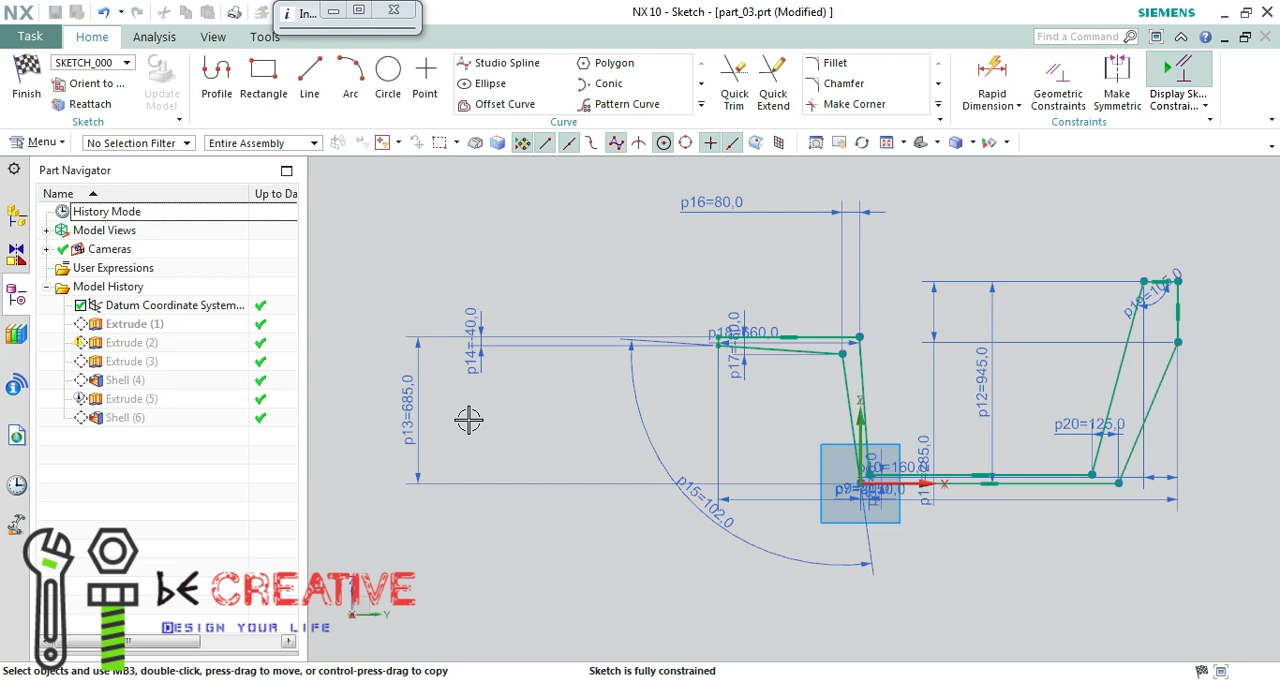 NX
In...
NX 10 - Sketch - [part_03.prt (Modified) ]
SIEMENS
Task
Home
Analysis
View
Tools
Find a Command
SKETCH_000
Finish
Orient to ...
Reattach
Update
Model
Sketch
Profile
Rectangle
Line
Arc
Circle
Point
Studio Spline
Polygon
Ellipse
Conic
Offset Curve
Pattern Curve
Curve
Quick
Trim
Quick
Extend
Fillet
Chamfer
Make Corner
Rapid
Dimension
Geometric
Constraints
Make
Symmetric
Display Sk...
Constrai...
Constraints
Menu
No Selection Filter
Entire Assembly
Part Navigator
Name
Up to Da
History Mode
Model Views
Cameras
User Expressions
Model History
Datum Coordinate System...
Extrude (1)
Extrude (2)
Extrude (3)
Shell (4)
Extrude (5)
Shell (6)
p16=80,0
p14=40,0
p13=685,0
p15=102,0
p12=945,0
p20=125,0
p10=160,0
Z
X
Y
BE CREATIVE
DESIGN YOUR LIFE
Select objects and use MB3, double-click, press-drag to move, or control-press-drag to copy
Sketch is fully constrained